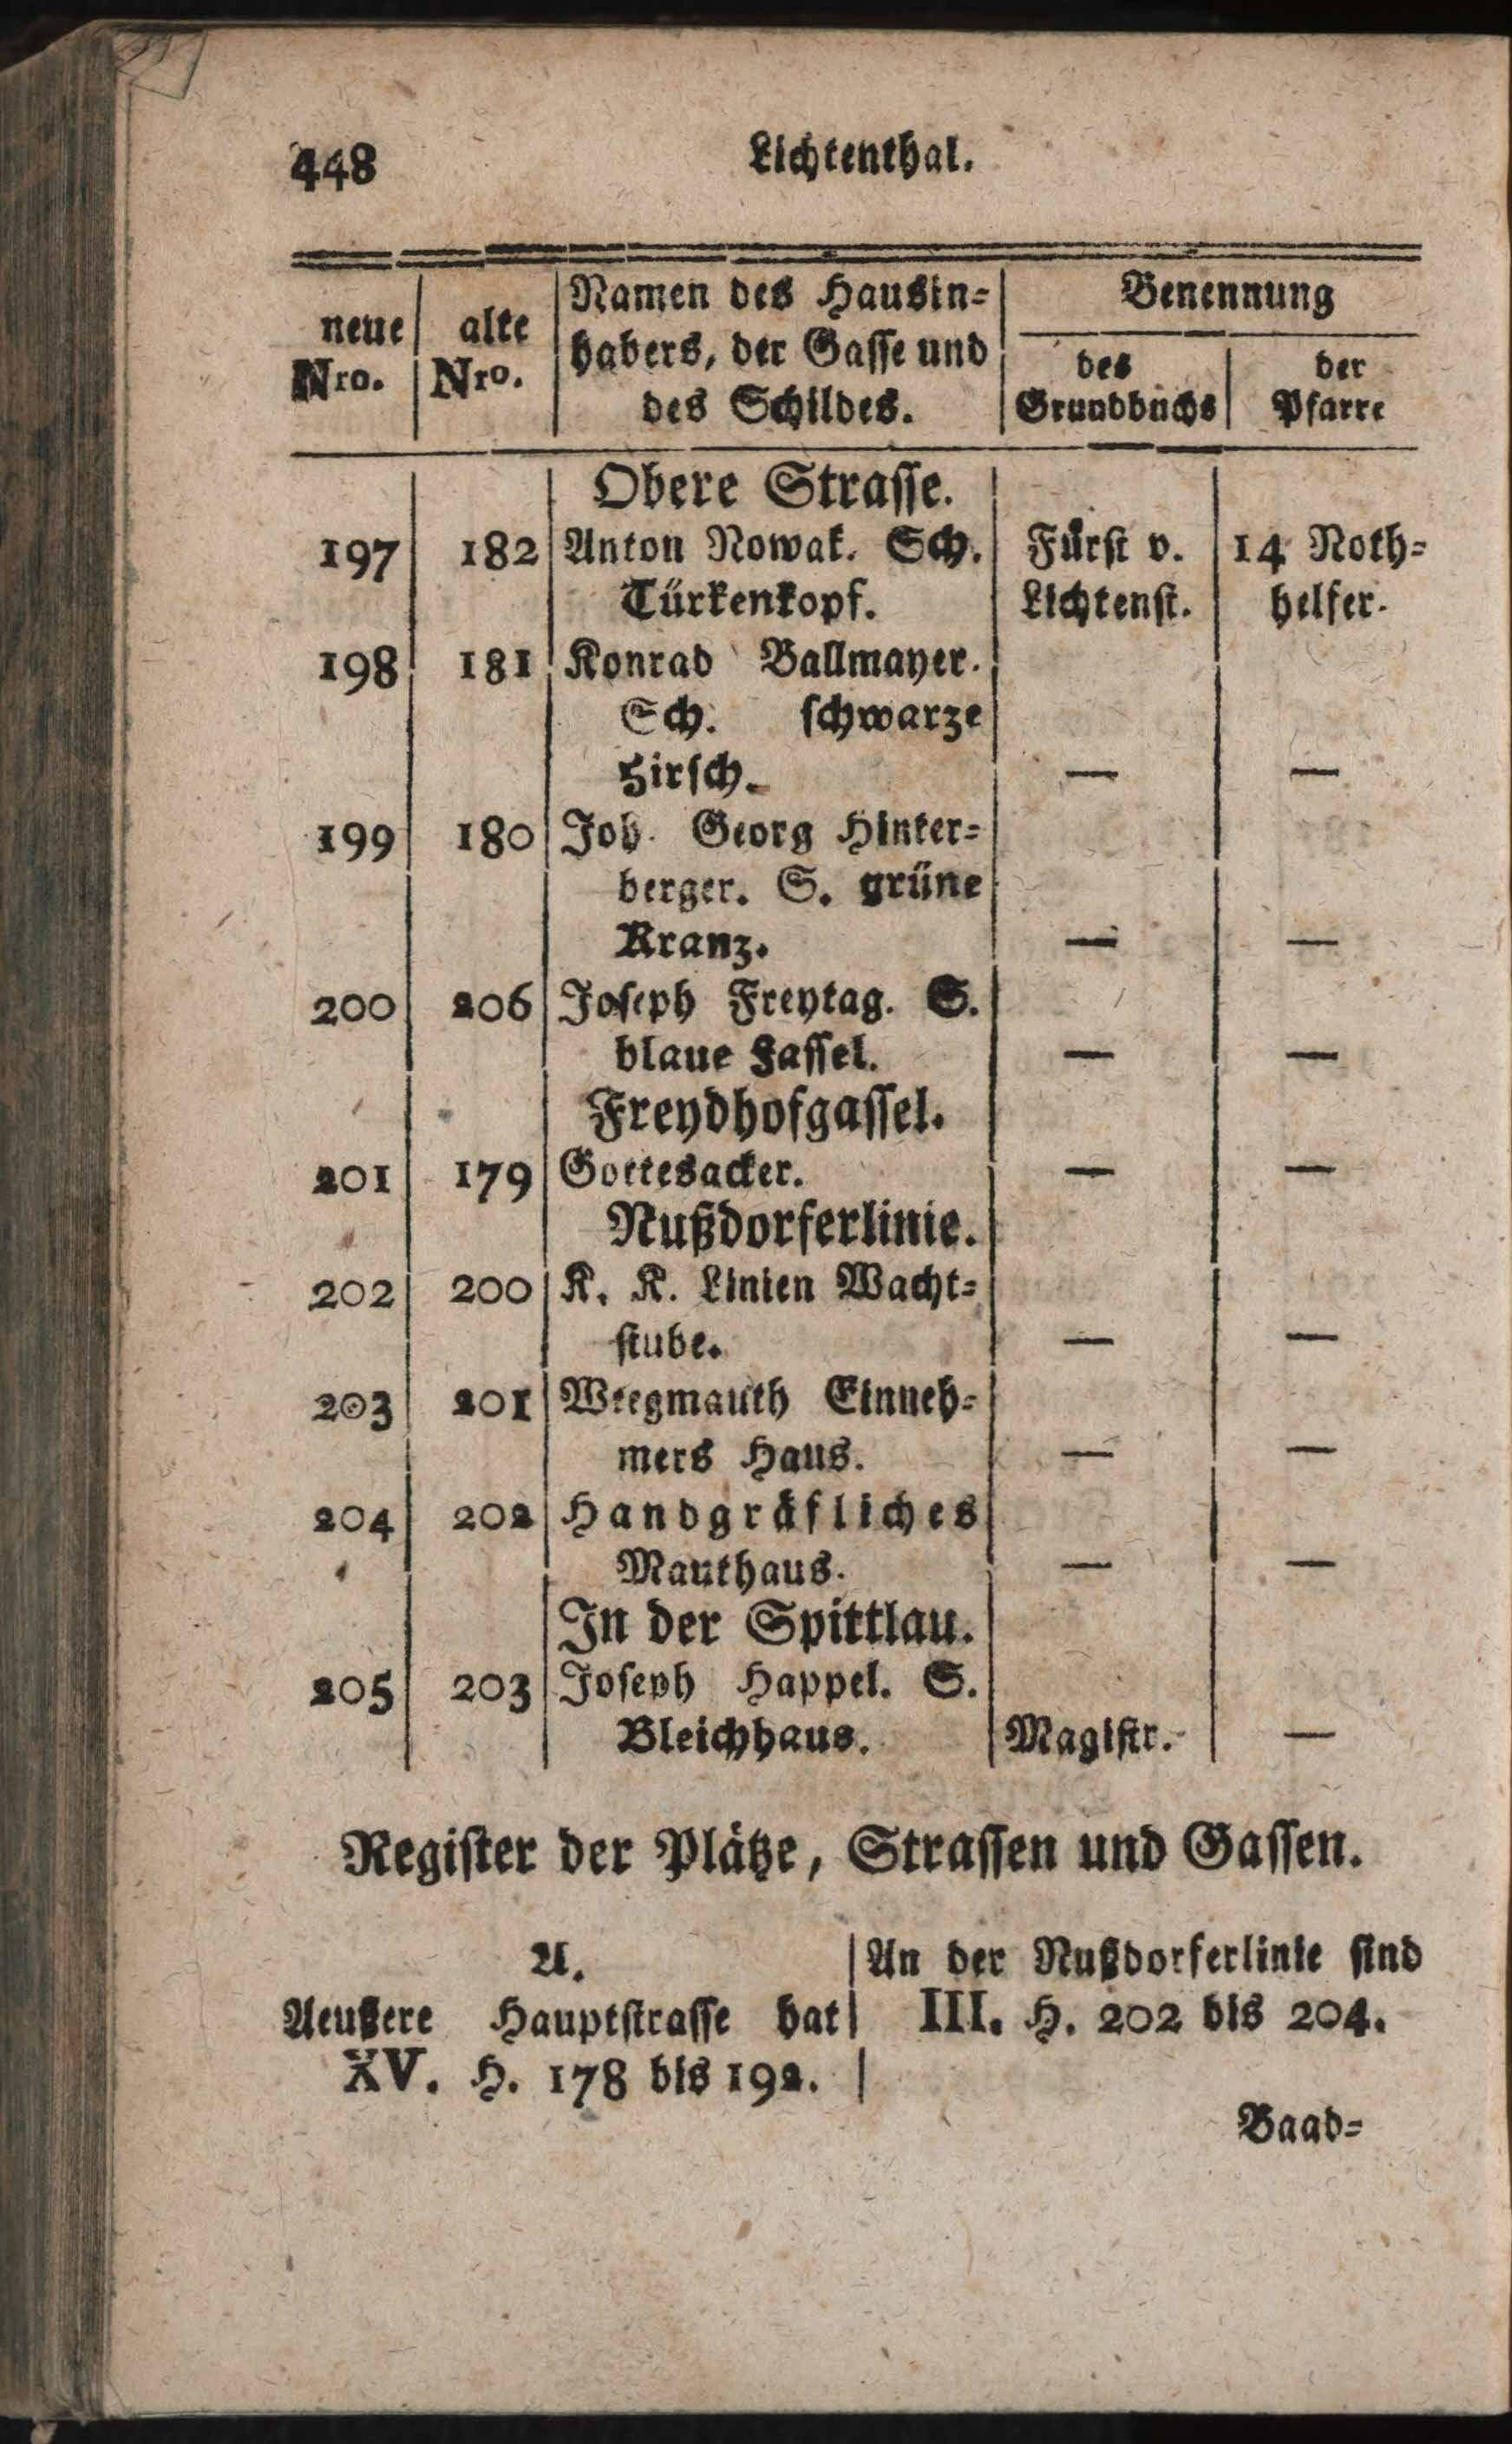 448 Lichtenthal.
neue Nro. | alte Nro. | Namen des Hausin= | Benennung
habers, der Gasse und | des | der
des Schildes. | Grundbuchs | Pfarre
Obere Strasse.
197 | 182 | Anton Nowak. Sch. | Fürst v. | 14 Noth=
Türkenkopf. | Lichtenst. | helfer.
198 | 181 | Konrad Ballmayer.
Sch. schwarze
Hirsch. | — | —
199 | 180 | Joh. Georg Hinter=
berger. S. grüne
Kranz. | — | —
200 | 206 | Joseph Freytag. S.
blaue Fassel. | — | —
Freydhofgassel.
201 | 179 | Gottesacker. | — | —
Nußdorferlinie.
202 | 200 | K. K. Linien Wacht=
stube. | — | —
203 | 201 | Weegmauth Einneh=
mers Haus. | — | —
204 | 202 | Handgräfliches
Mauthaus. | — | —
In der Spittlau.
205 | 203 | Joseph Happel. S.
Bleichhaus. | Magistr. | —
Register der Plätze, Strassen und Gassen.
A.
Aeußere Hauptstrasse hat
XV. H. 178 bis 192.
An der Nußdorferlinie sind
III. H. 202 bis 204.
Baad=